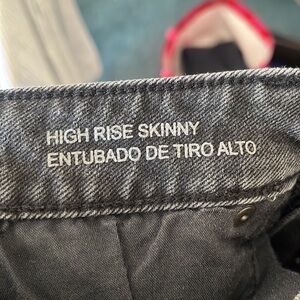 HIGH RISE SKINNY
ENTUBADO DE TIRO ALTO